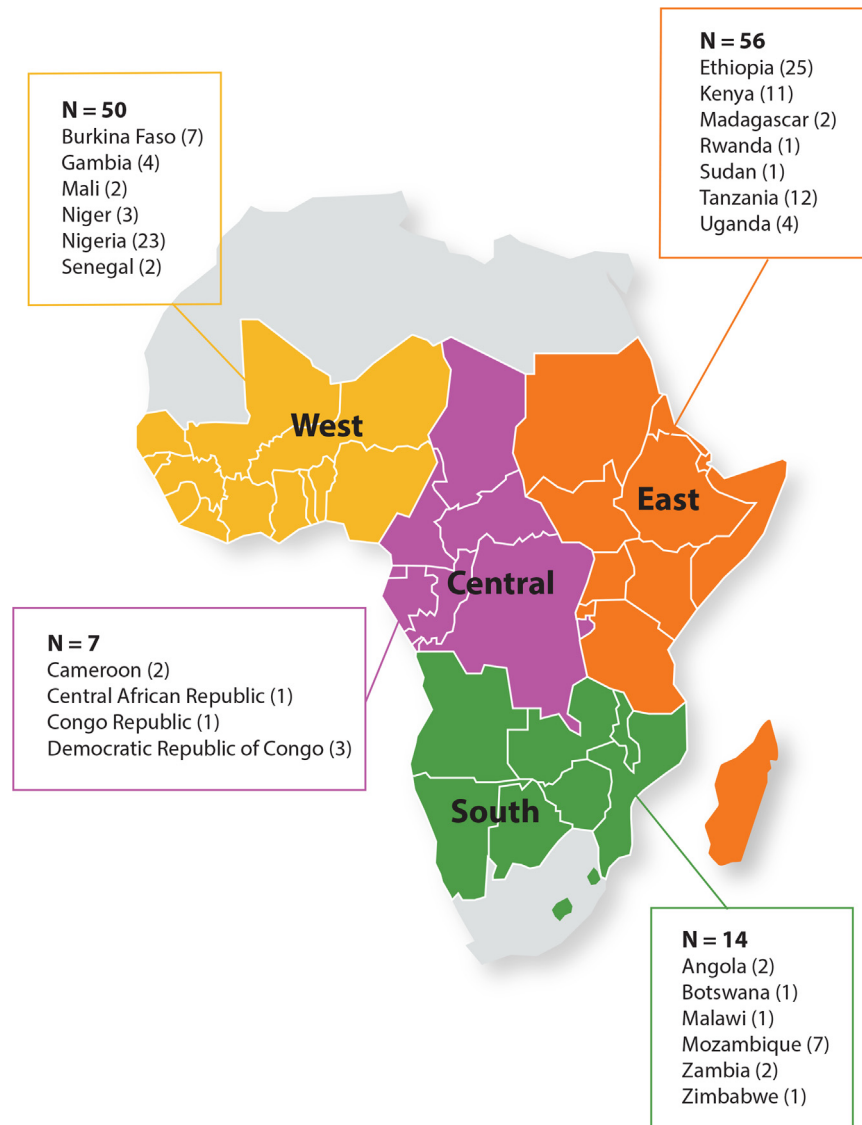 N = 50
Burkina Faso (7)
Gambia (4)
Mali (2)
Niger (3)
Nigeria (23)
Senegal (2)
N = 56
Ethiopia (25)
Kenya (11)
Madagascar (2)
Rwanda (1)
Sudan (1)
Tanzania (12)
Uganda (4)
West
East
Central
South
N = 7
Cameroon (2)
Central African Republic (1)
Congo Republic (1)
Democratic Republic of Congo (3)
N = 14
Angola (2)
Botswana (1)
Malawi (1)
Mozambique (7)
Zambia (2)
Zimbabwe (1)